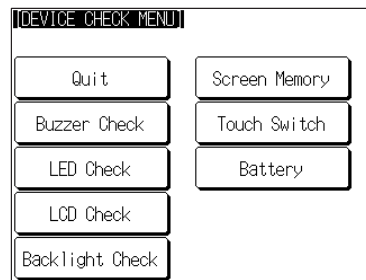 [DEVICE CHECK MENU]
Quit
Screen Memory
Buzzer Check
Touch Switch
LED Check
Battery
LCD Check
Backlight Check